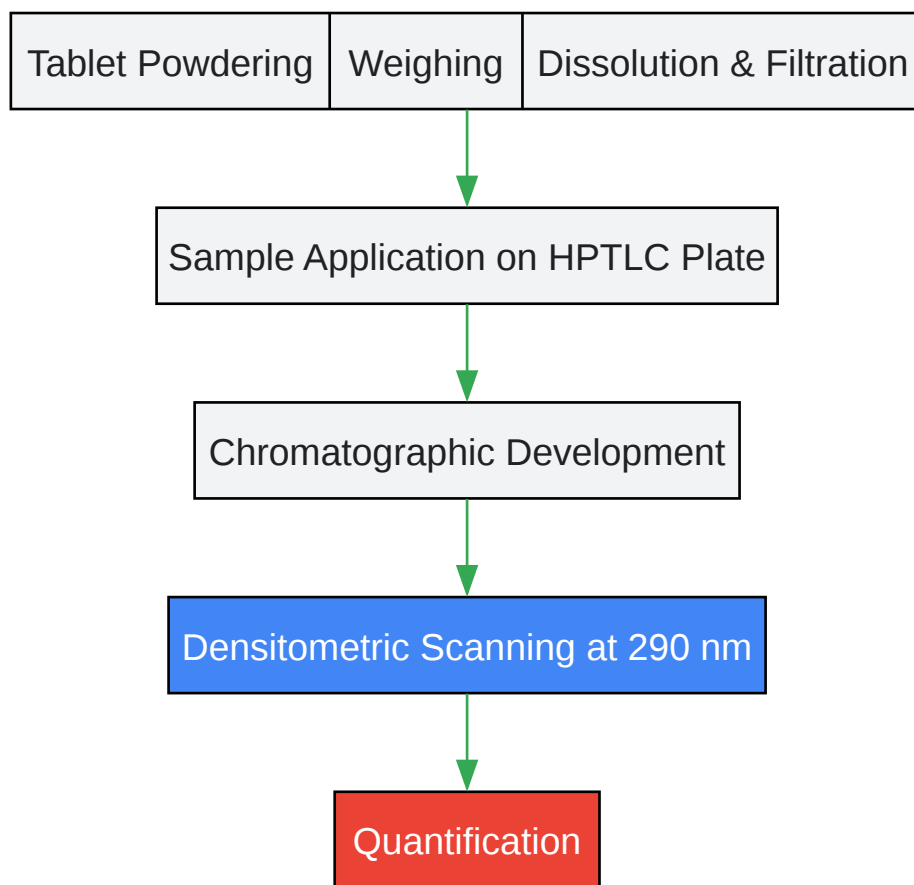 Tablet Powdering Weighing Dissolution & Filtration
Sample Application on HPTLC Plate
Chromatographic Development
Densitometric Scanning at 290 nm
Quantification